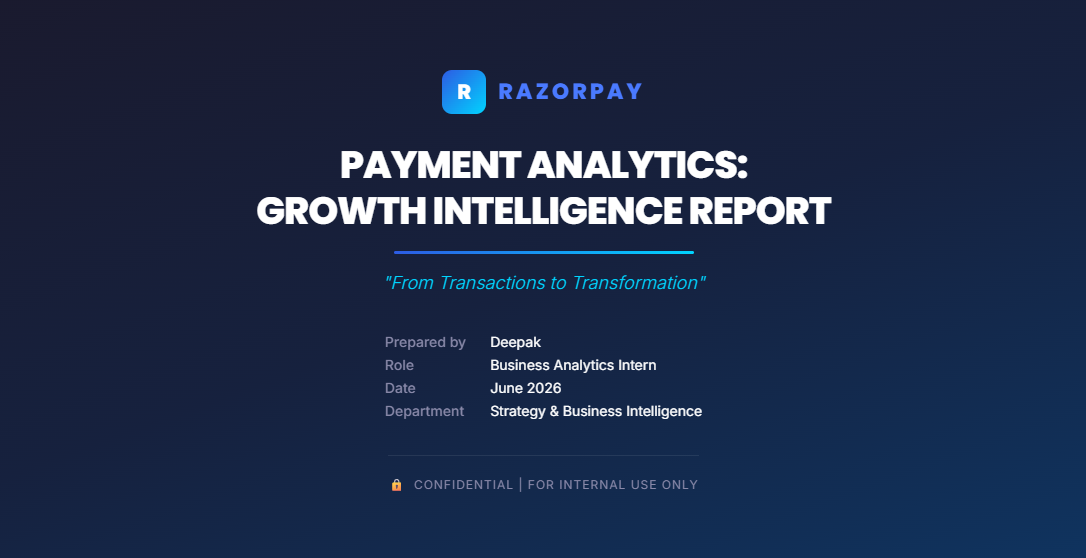 R RAZORPAY
PAYMENT ANALYTICS:
GROWTH INTELLIGENCE REPORT
"From Transactions to Transformation"
Prepared by Deepak
Role Business Analytics Intern
Date June 2026
Department Strategy & Business Intelligence
🔒 CONFIDENTIAL | FOR INTERNAL USE ONLY